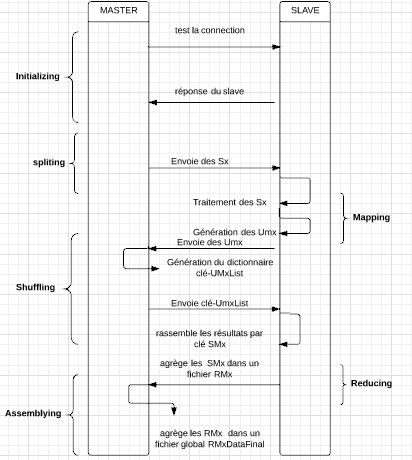 MASTER
SLAVE
test la connection
Initializing
réponse du slave
spliting
Envoie des Sx
Traitement des Sx
Mapping
Génération des Umx
Envoie des Umx
Génération du dictionnaire
clé-UMxList
Shuffling
Envoie clé-UmxList
rassemble les résultats par
clé SMx
agrège les SMx dans un
fichier RMx
Reducing
Assemblying
agrège les RMx dans un
fichier global RMxDataFinal